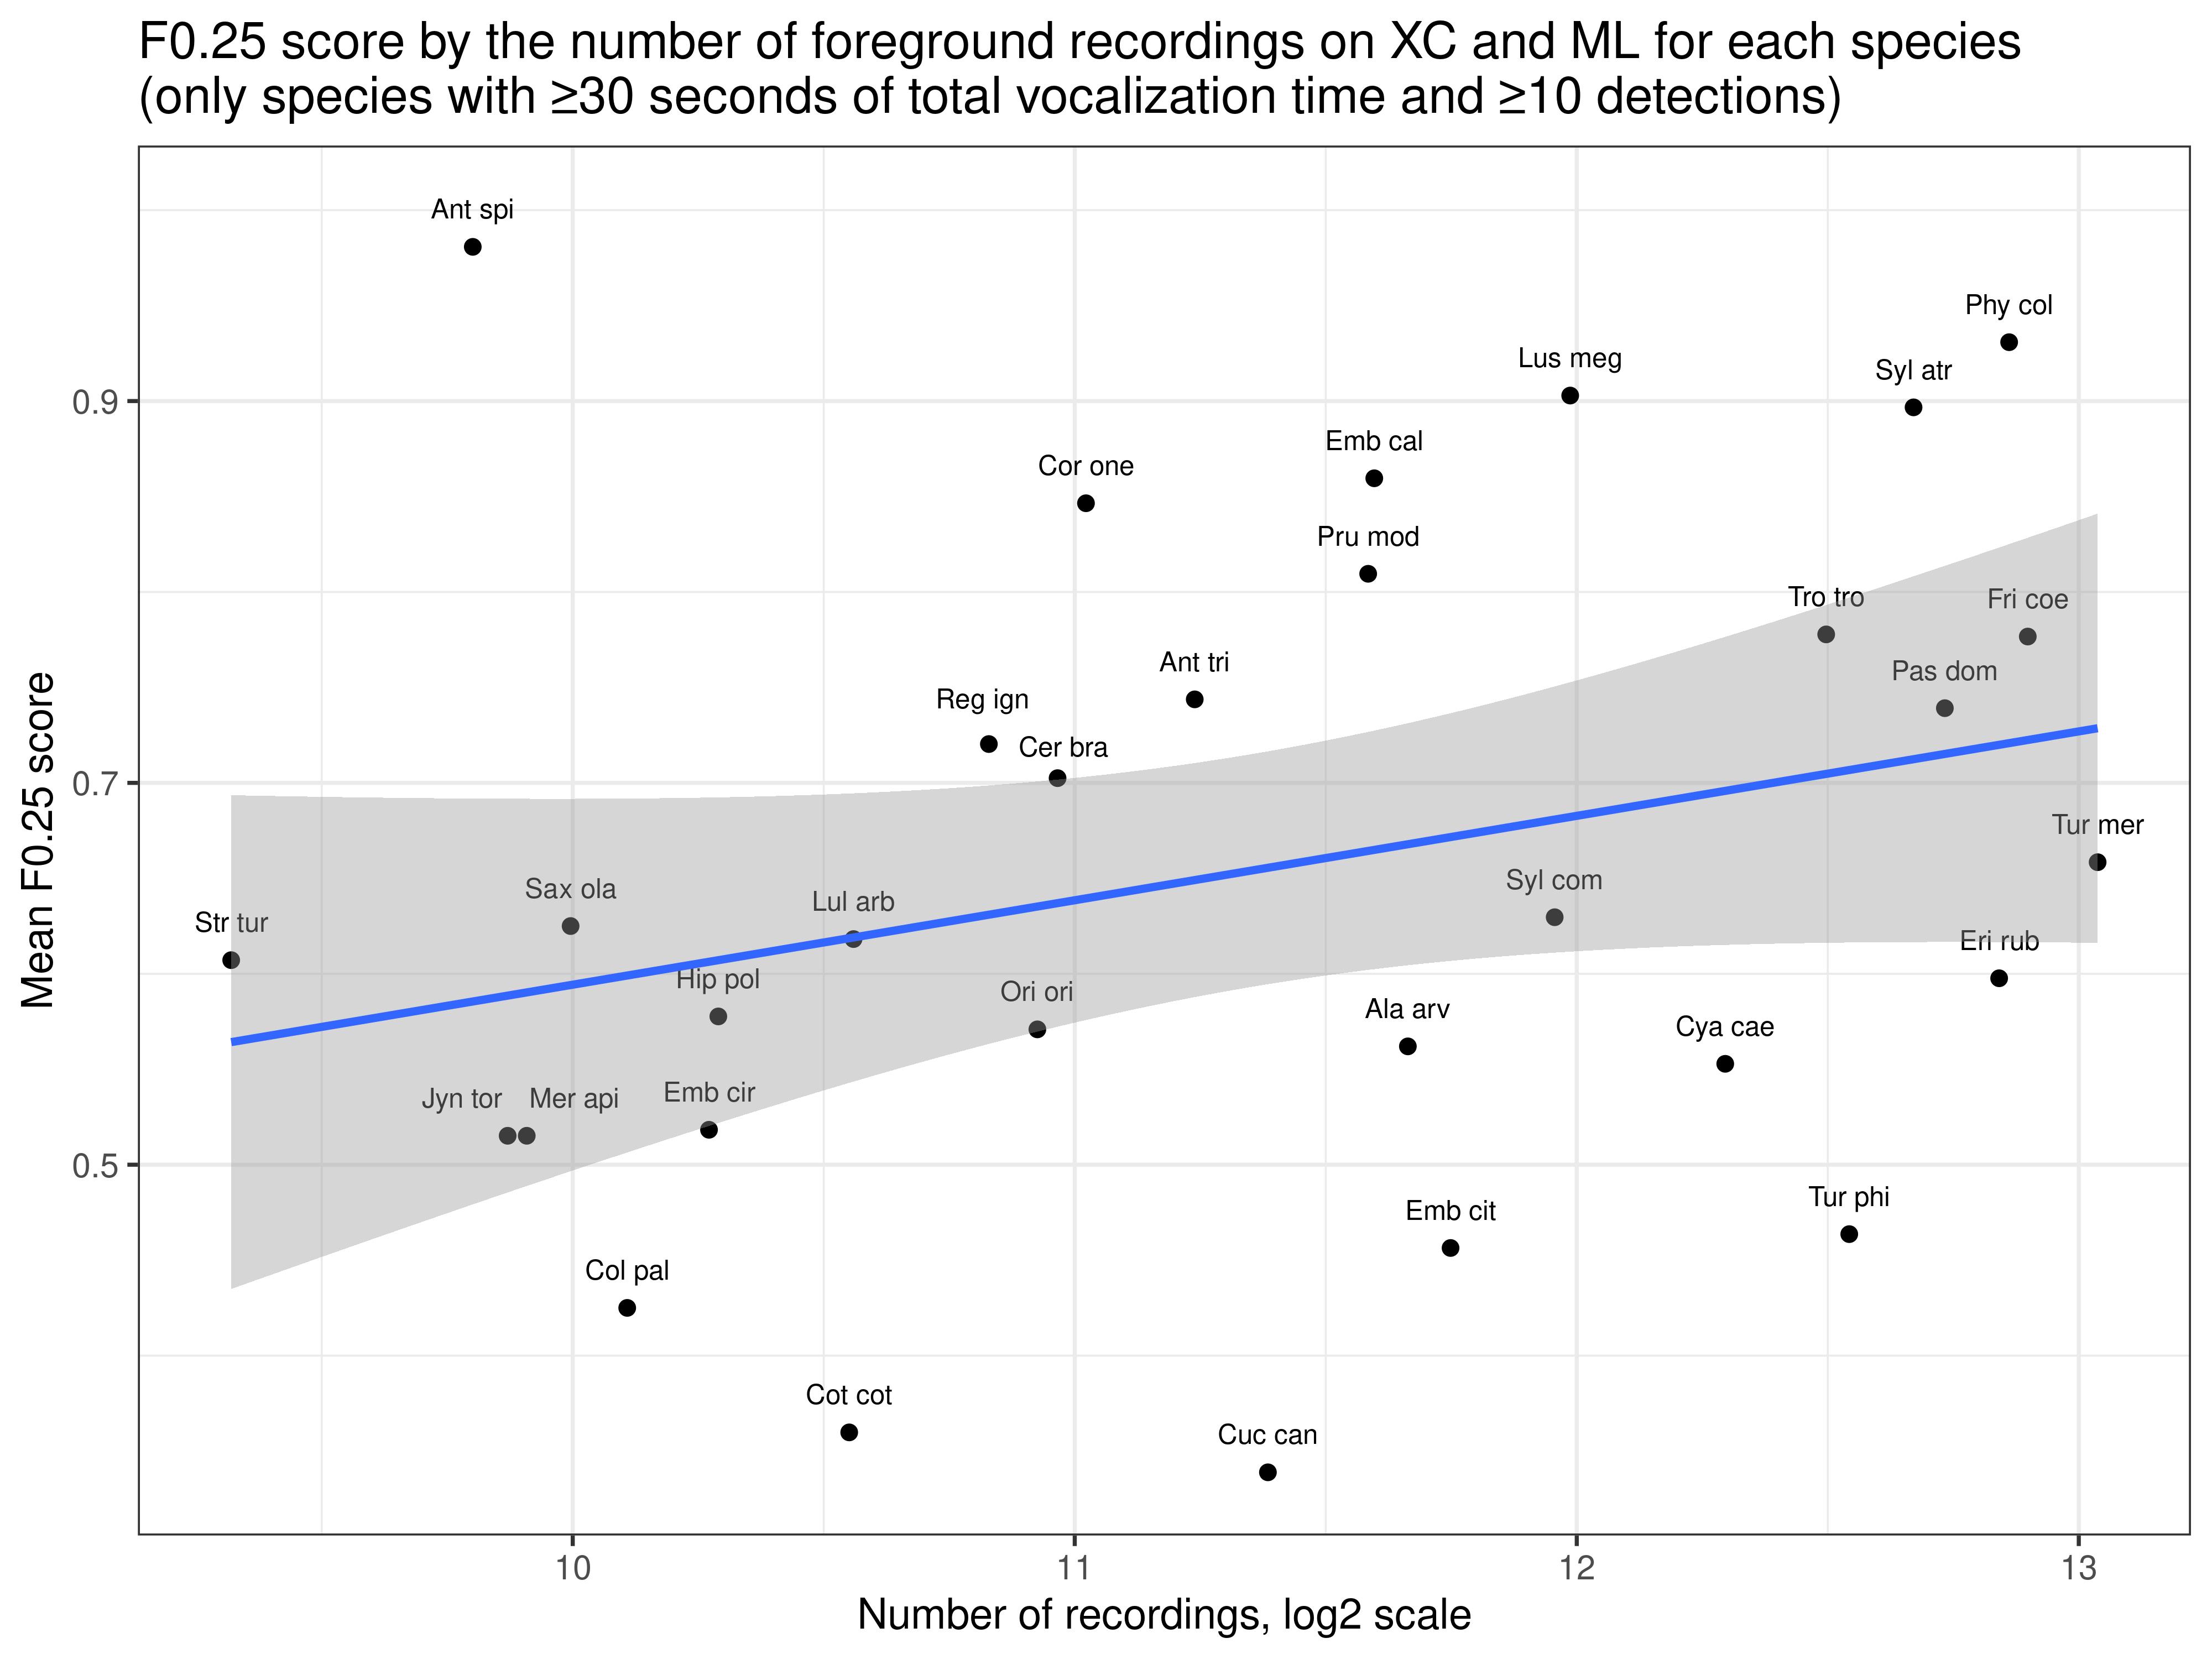 F0.25 score by the number of foreground recordings on XC and ML for each species
(only species with ≥30 seconds of total vocalization time and ≥10 detections)
Ant spi
Phy col
Lus meg
Syl atr
0.9
Emb cal
Cor one
Pru mod
Tro tro
Fri coe
Ant tri
Pas dom
Reg ign
Cer bra
0.7
Tur mer
Sax ola
Syl com
Lul arb
Str tur
Eri rub
Hip pol
Ori ori
Ala arv
Cya cae
Jyn tor
Mer api
Emb cir
0.5
Tur phi
Emb cit
Col pal
Cot cot
Cuc can
Mean F0.25 score
10
11
12
13
Number of recordings, log2 scale